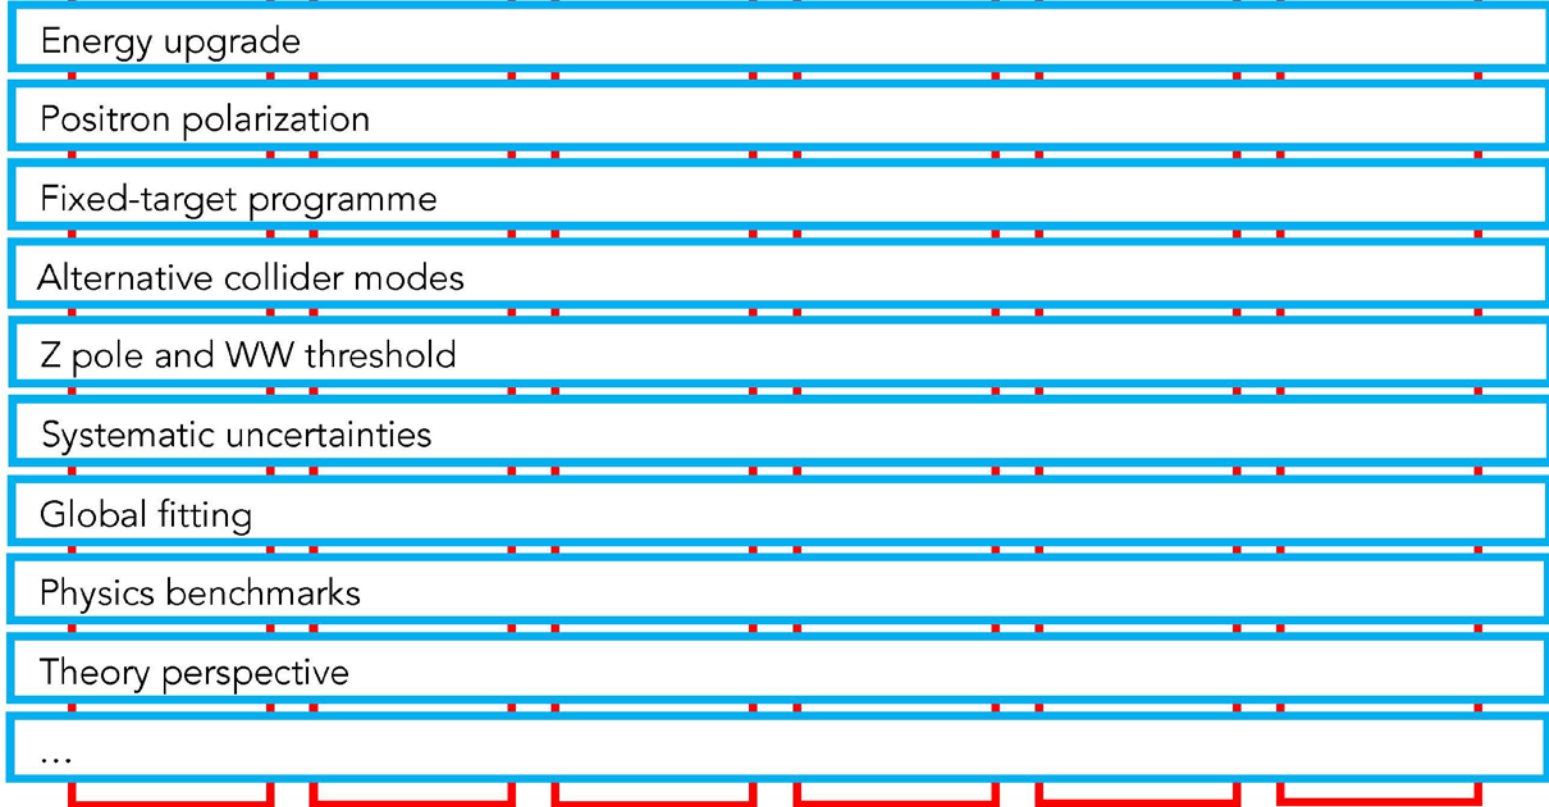 Energy upgrade
Positron polarization
Fixed-target programme
Alternative collider modes
Z pole and WW threshold
Systematic uncertainties
Global fitting
Physics benchmarks
Theory perspective
...